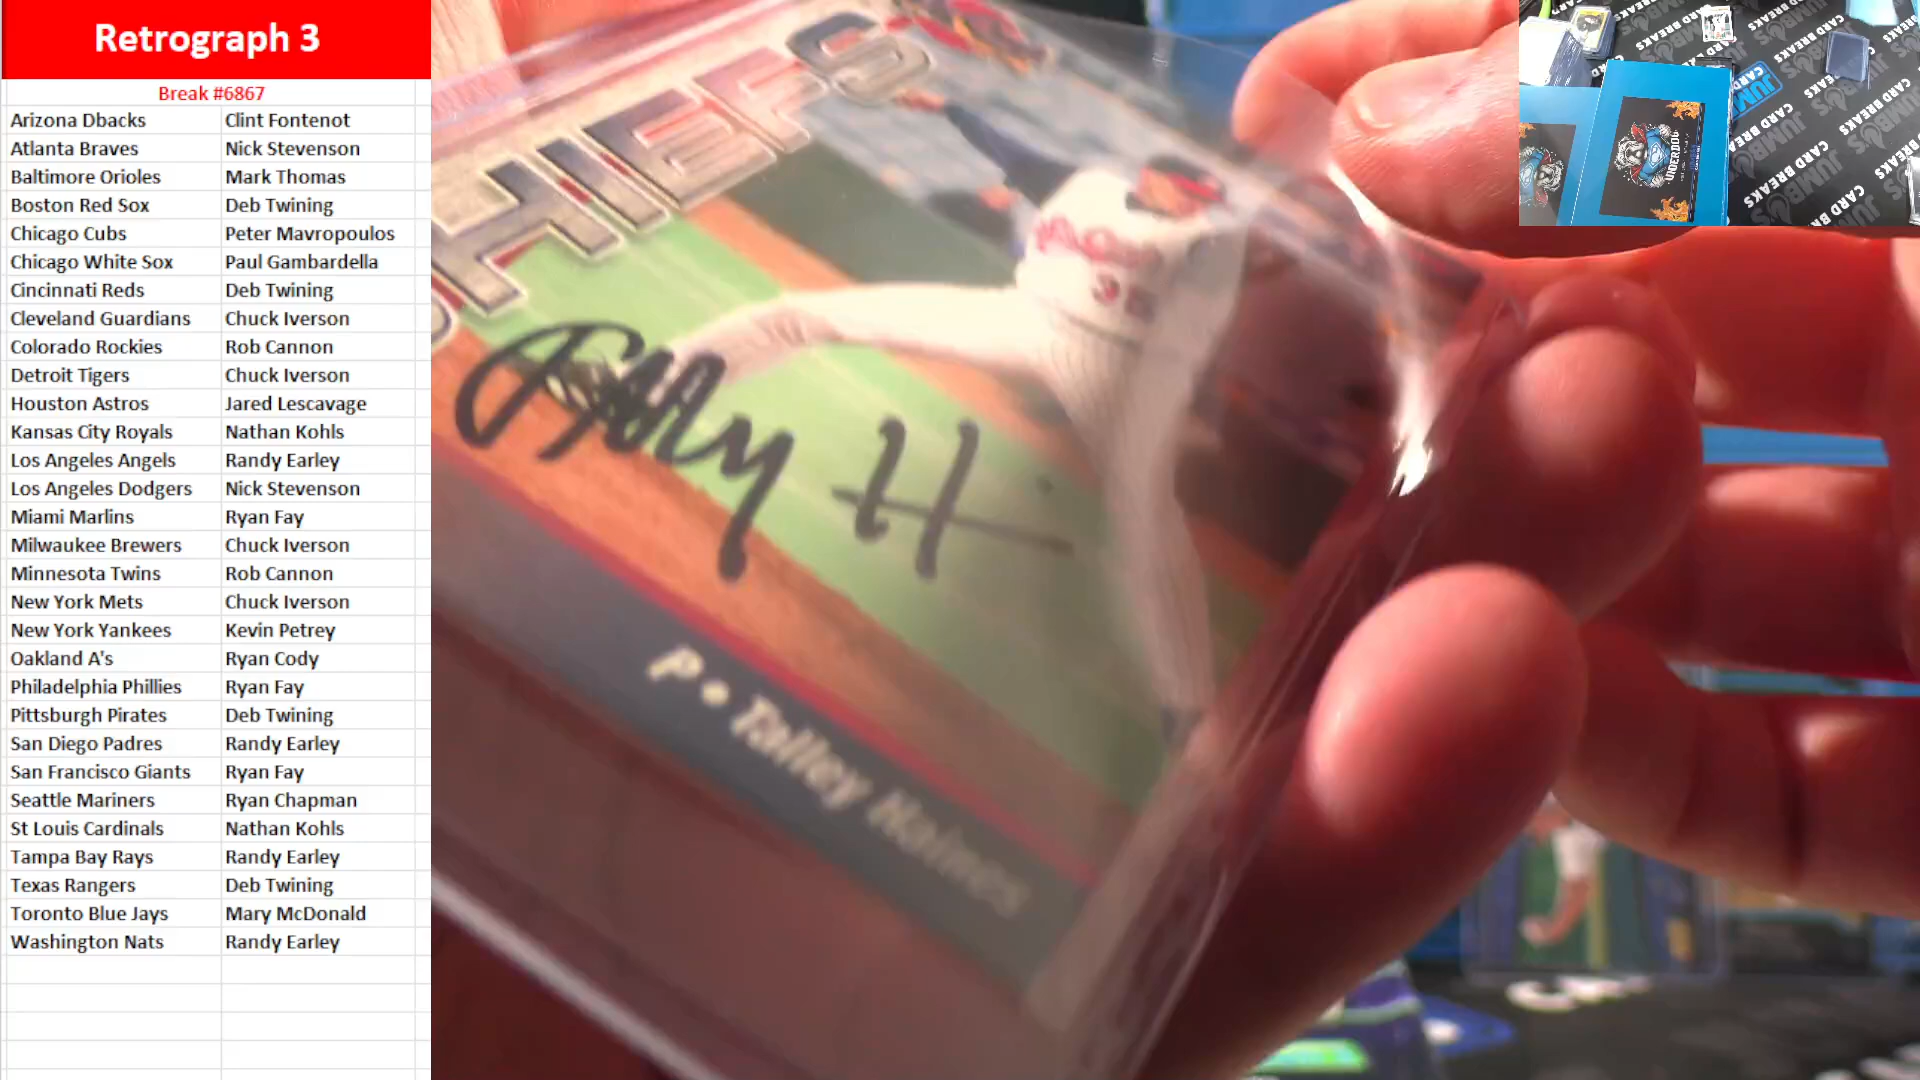 Retrograph 3
Break #6867
Arizona Dbacks Clint Fontenot
Atlanta Braves Nick Stevenson
Baltimore Orioles Mark Thomas
Boston Red Sox Deb Twining
Chicago Cubs Peter Mavropoulos
Chicago White Sox Paul Gambardella
Cincinnati Reds Deb Twining
Cleveland Guardians Chuck Iverson
Colorado Rockies Rob Cannon
Detroit Tigers Chuck Iverson
Houston Astros Jared Lescavage
Kansas City Royals Nathan Kohls
Los Angeles Angels Randy Earley
Los Angeles Dodgers Nick Stevenson
Miami Marlins Ryan Fay
Milwaukee Brewers Chuck Iverson
Minnesota Twins Rob Cannon
New York Mets Chuck Iverson
New York Yankees Kevin Petrey
Oakland A's Ryan Cody
Philadelphia Phillies Ryan Fay
Pittsburgh Pirates Deb Twining
San Diego Padres Randy Earley
San Francisco Giants Ryan Fay
Seattle Mariners Ryan Chapman
St Louis Cardinals Nathan Kohls
Tampa Bay Rays Randy Earley
Texas Rangers Deb Twining
Toronto Blue Jays Mary McDonald
Washington Nats Randy Earley
CHIEFS
P • Talley Haines
UNDERDOG
JUMBO
CARD BREAKS